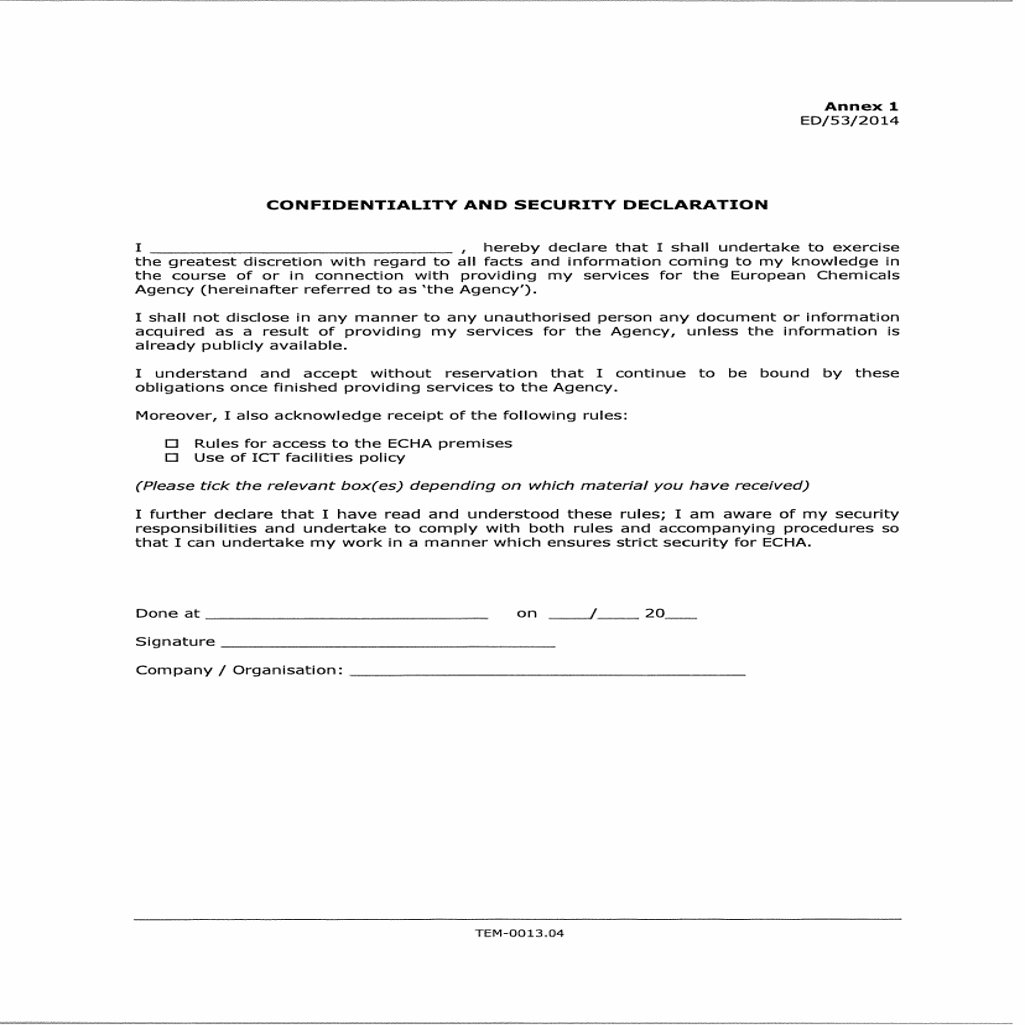 Annex 1
ED/53/2014
CONFIDENTIALITY AND SECURITY DECLARATION
I ______________________________ , hereby declare that I shall undertake to exercise
the greatest discretion with regard to all facts and information coming to my knowledge in
the course of or in connection with providing my services for the European Chemicals
Agency (hereinafter referred to as ‘the Agency’).
I shall not disclose in any manner to any unauthorised person any document or information
acquired as a result of providing my services for the Agency, unless the information is
already publicly available.
I understand and accept without reservation that I continue to be bound by these
obligations once finished providing services to the Agency.
Moreover, I also acknowledge receipt of the following rules:
☐ Rules for access to the ECHA premises
☐ Use of ICT facilities policy
(Please tick the relevant box(es) depending on which material you have received)
I further declare that I have read and understood these rules; I am aware of my security
responsibilities and undertake to comply with both rules and accompanying procedures so
that I can undertake my work in a manner which ensures strict security for ECHA.
Done at ____________________________ on ____/____ 20___
Signature _________________________________
Company / Organisation: _______________________________________
TEM-0013.04